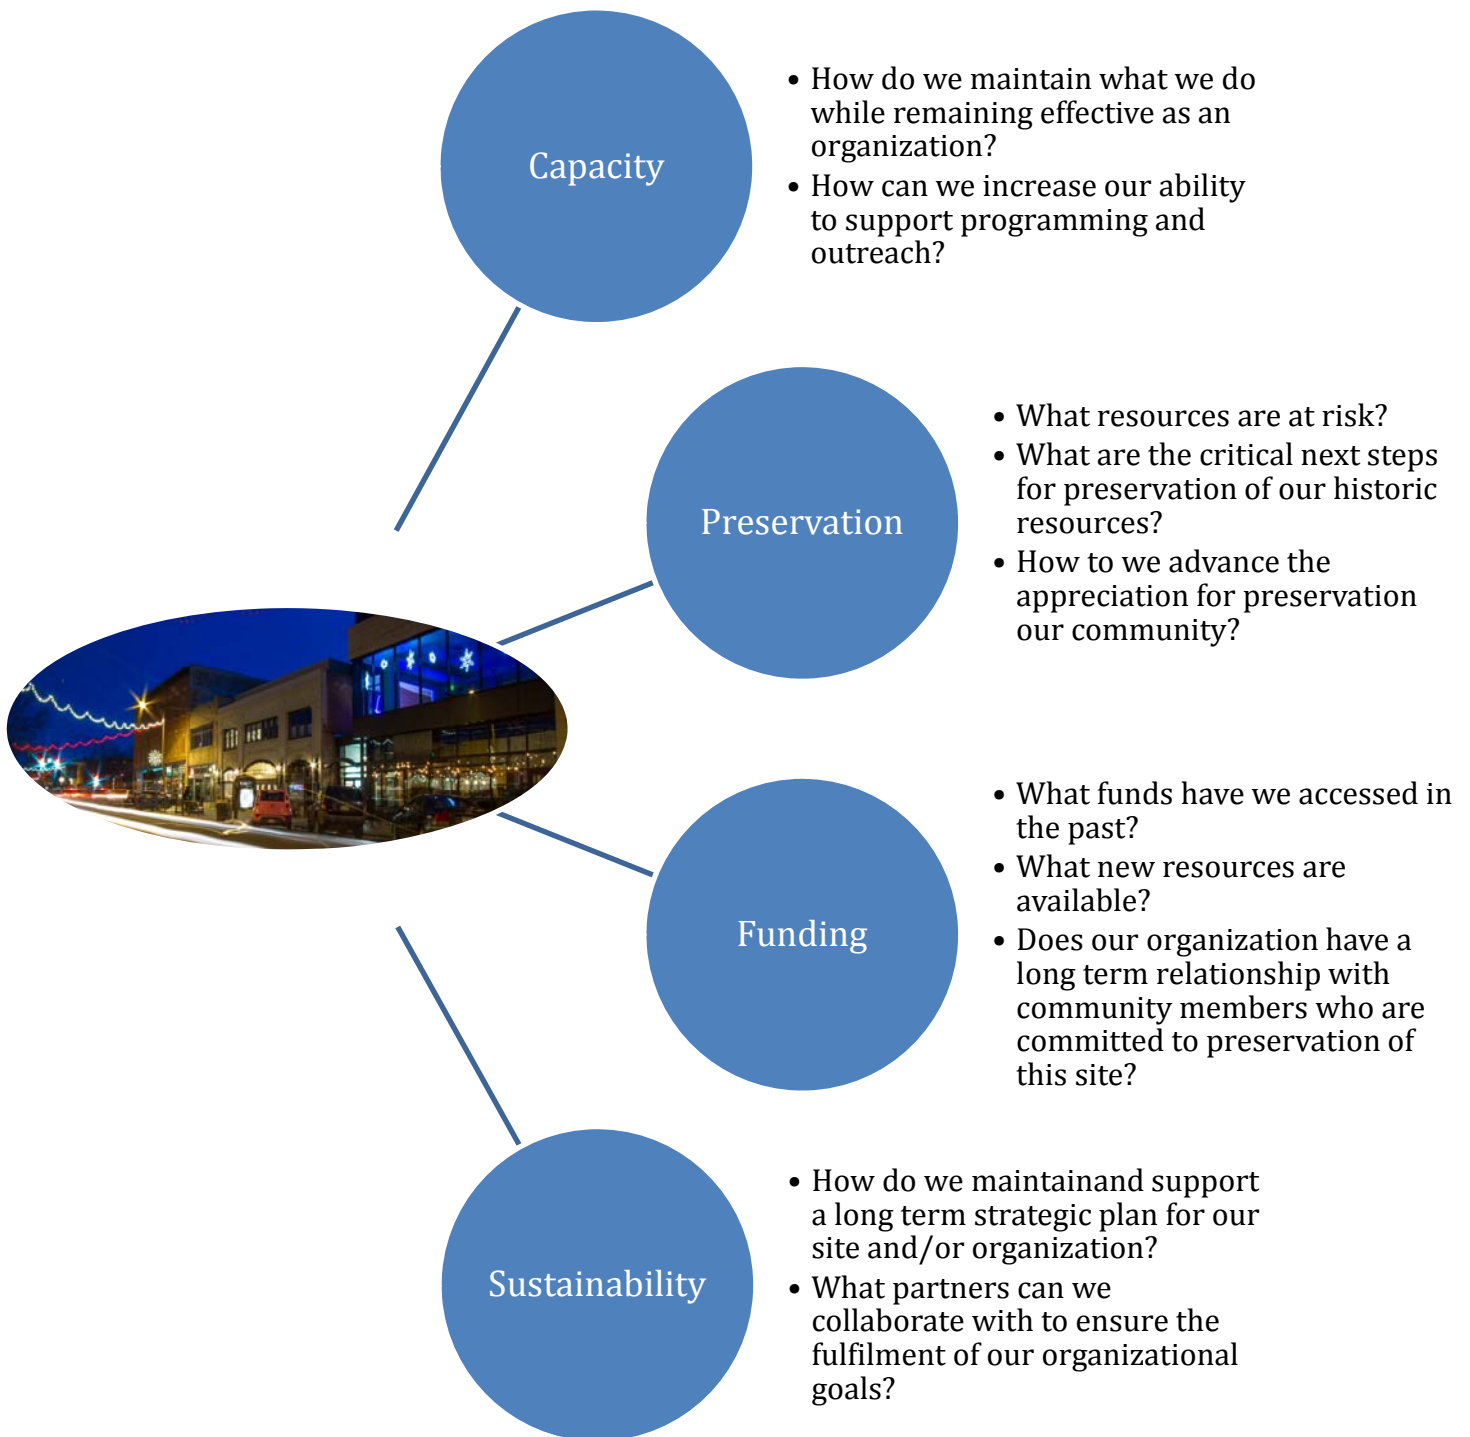 Capacity
• How do we maintain what we do
while remaining effective as an
organization?
• How can we increase our ability
to support programming and
outreach?
Preservation
• What resources are at risk?
• What are the critical next steps
for preservation of our historic
resources?
• How to we advance the
appreciation for preservation
our community?
Funding
• What funds have we accessed in
the past?
• What new resources are
available?
• Does our organization have a
long term relationship with
community members who are
committed to preservation of
this site?
Sustainability
• How do we maintainand support
a long term strategic plan for our
site and/or organization?
• What partners can we
collaborate with to ensure the
fulfilment of our organizational
goals?